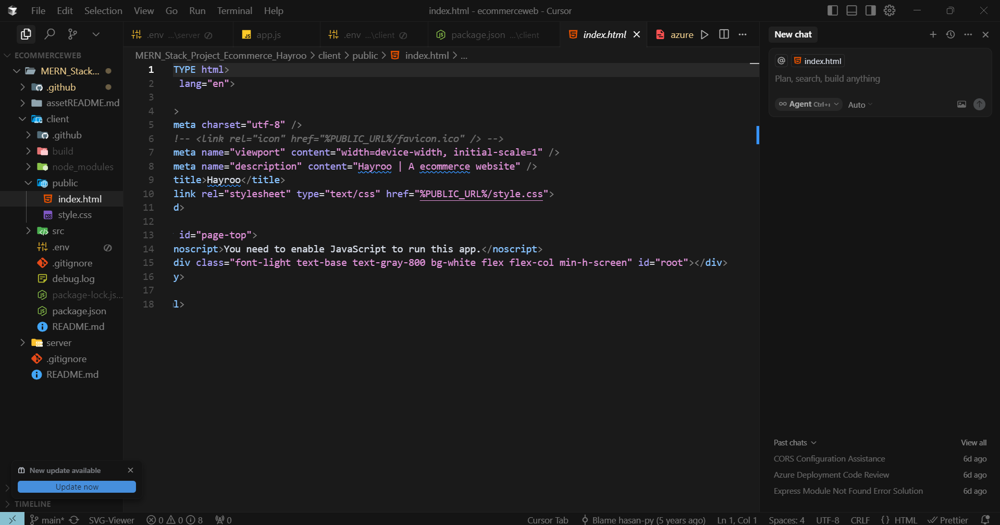 File Edit Selection View Go Run Terminal Help
index.html - ecommerceweb - Cursor
.env ...\server
app.js
.env ...\client
package.json ...\client
index.html
azure
New chat
ECOMMERCEWEB
MERN_Stack...
.github
assetREADME.md
client
.github
build
node_modules
public
index.html
style.css
src
.env
.gitignore
debug.log
package-lock.js...
package.json
README.md
server
.gitignore
README.md
New update available
Update now
TIMELINE
MERN_Stack_Project_Ecommerce_Hayroo > client > public > index.html > ...
1 TYPE html>
2 lang="en">
3
4 >
5 meta charset="utf-8" />
6 !-- <link rel="icon" href="%PUBLIC_URL%/favicon.ico" /> -->
7 meta name="viewport" content="width=device-width, initial-scale=1" />
8 meta name="description" content="Hayroo | A ecommerce website" />
9 title>Hayroo</title>
10 link rel="stylesheet" type="text/css" href="%PUBLIC_URL%/style.css">
11 d>
12
13 id="page-top">
14 noscript>You need to enable JavaScript to run this app.</noscript>
15 div class="font-light text-base text-gray-800 bg-white flex flex-col min-h-screen" id="root"></div>
16 y>
17
18 l>
@ index.html
Plan, search, build anything
Agent Ctrl+I Auto
Past chats View all
CORS Configuration Assistance 6d ago
Azure Deployment Code Review 6d ago
Express Module Not Found Error Solution 6d ago
main* SVG-Viewer 0 0 8 0
Cursor Tab Blame hasan-py (5 years ago) Ln 1, Col 1 Spaces: 4 UTF-8 CRLF {} HTML Prettier